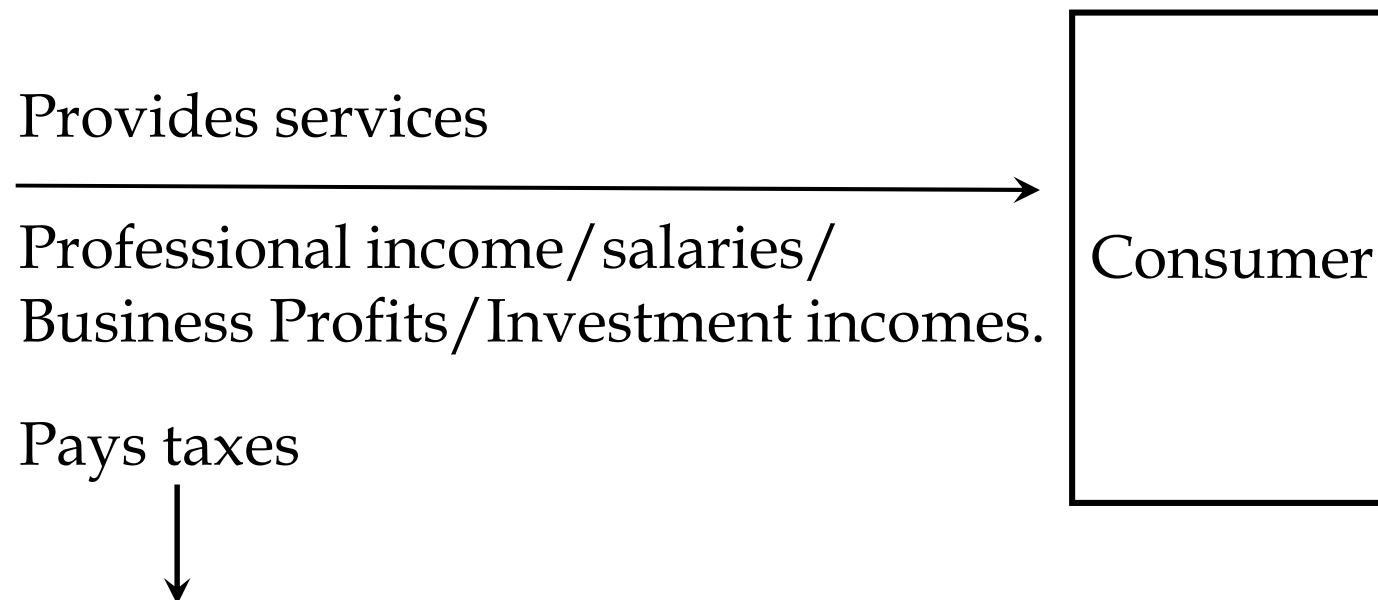 Provides services
Professional income/salaries/
Business Profits/Investment incomes.
Consumer
Pays taxes